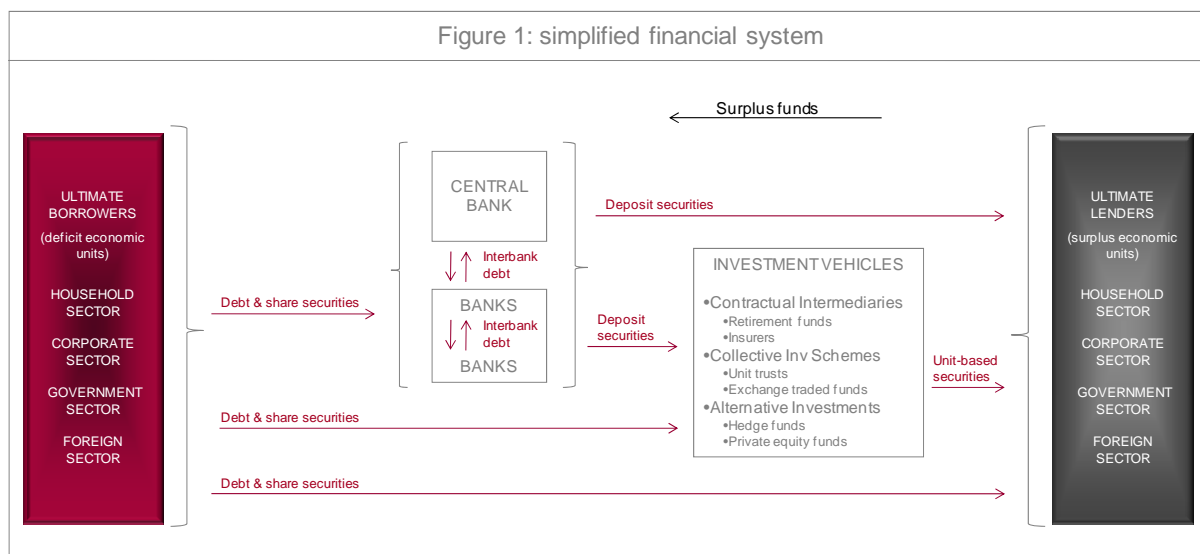 Figure 1: simplified financial system
Surplus funds
ULTIMATE
BORROWERS
(deficit economic
units)
HOUSEHOLD
SECTOR
CORPORATE
SECTOR
GOVERNMENT
SECTOR
FOREIGN
SECTOR
Debt & share securities
Debt & share securities
Debt & share securities
CENTRAL
BANK
Interbank
debt
BANKS
Interbank
debt
BANKS
Deposit securities
Deposit
securities
INVESTMENT VEHICLES
•Contractual Intermediaries
•Retirement funds
•Insurers
•Collective Inv Schemes
•Unit trusts
•Exchange traded funds
•Alternative Investments
•Hedge funds
•Private equity funds
Unit-based
securities
ULTIMATE
LENDERS
(surplus economic
units)
HOUSEHOLD
SECTOR
CORPORATE
SECTOR
GOVERNMENT
SECTOR
FOREIGN
SECTOR